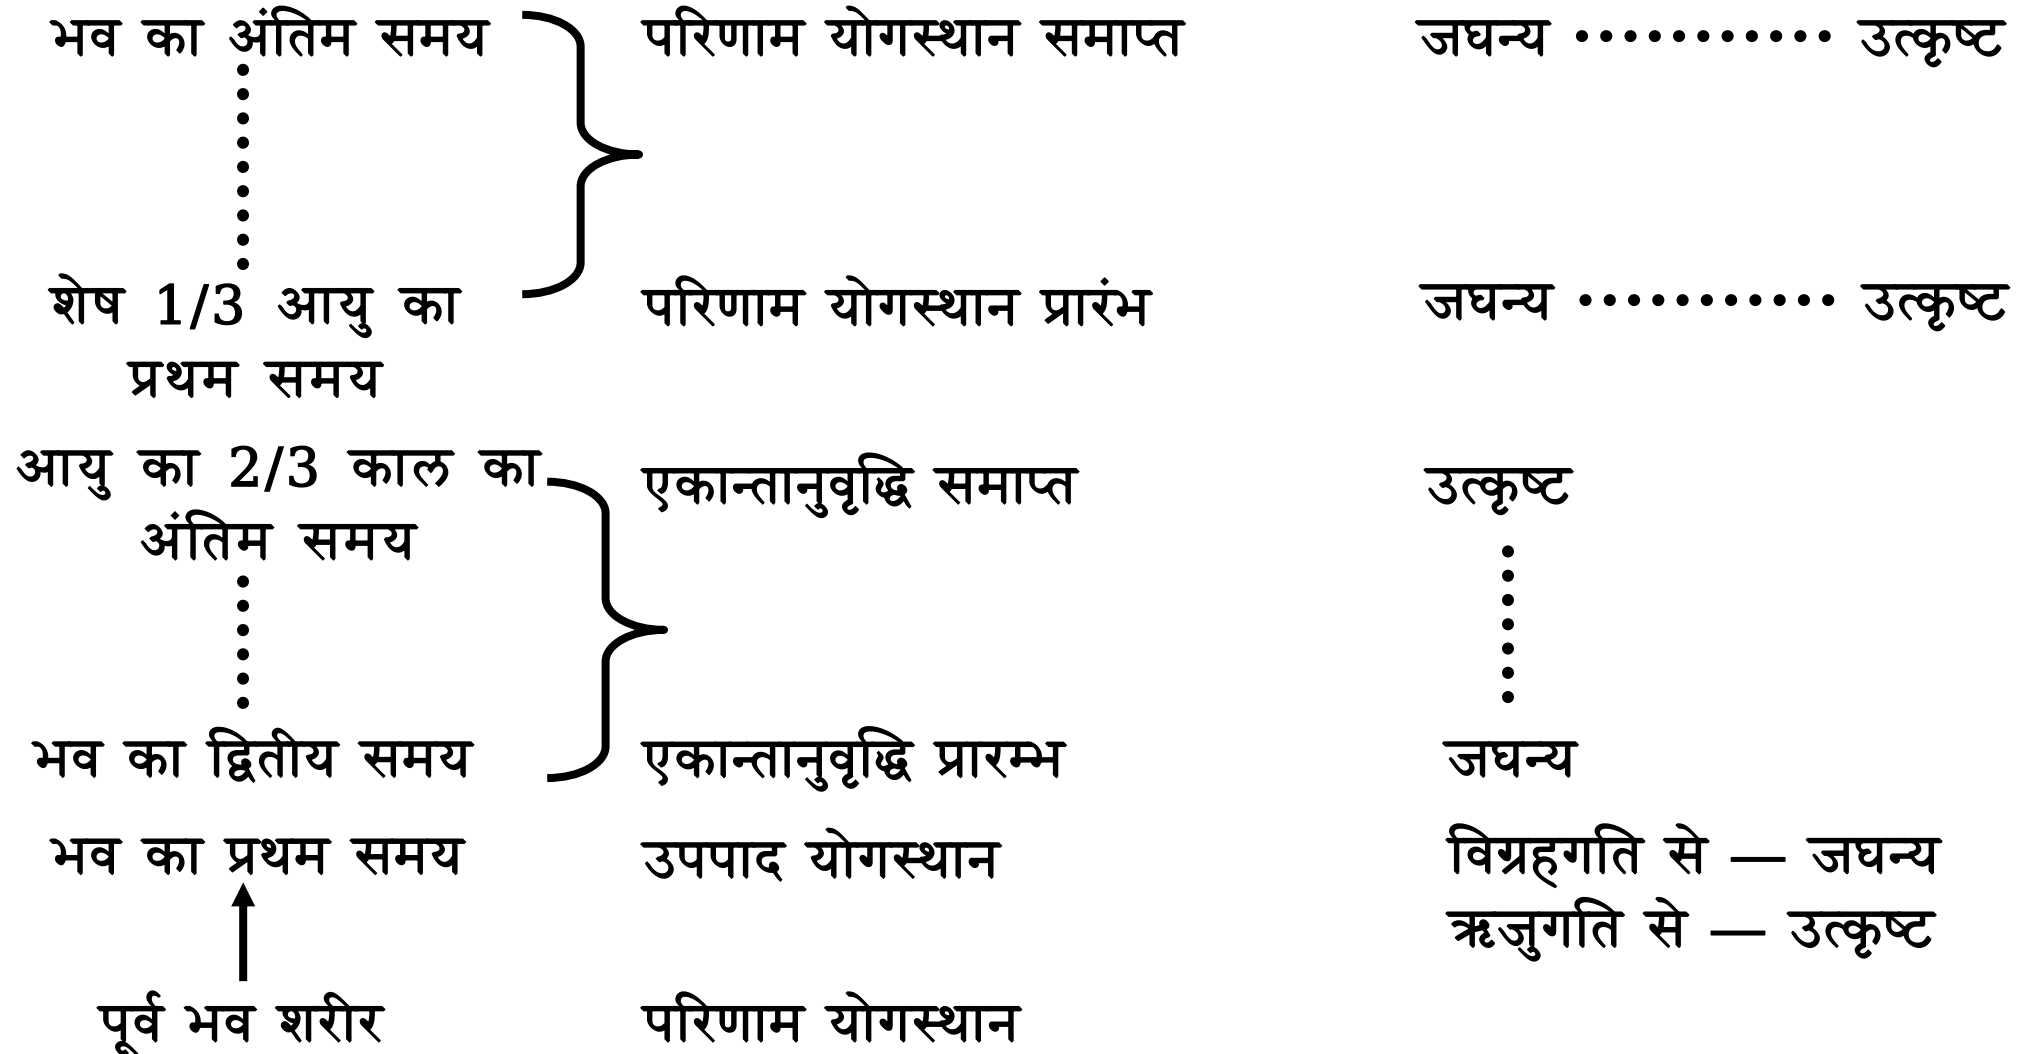 भव का अंतिम समय परिणाम योगस्थान समाप्त जघन्य ........... उत्कृष्ट
शेष 1/3 आयु का परिणाम योगस्थान प्रारंभ जघन्य ........... उत्कृष्ट
प्रथम समय
आयु का 2/3 काल का एकान्तानुवृद्धि समाप्त उत्कृष्ट
अंतिम समय
भव का द्वितीय समय एकान्तानुवृद्धि प्रारम्भ जघन्य
भव का प्रथम समय उपपाद योगस्थान विग्रहगति से — जघन्य
ऋजुगति से — उत्कृष्ट
पूर्व भव शरीर परिणाम योगस्थान